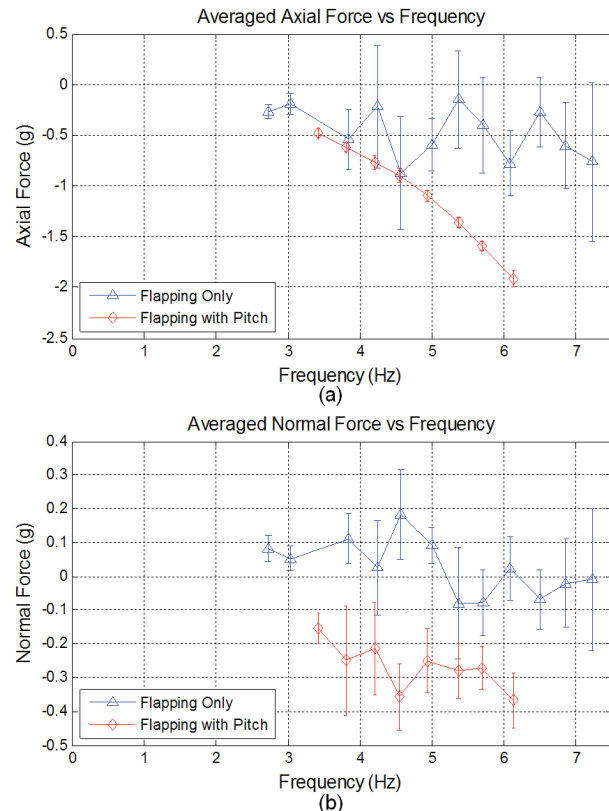 Averaged Axial Force vs Frequency
0.5
0
-0.5
-1
-1.5
-2
-2.5
Axial Force (g)
Flapping Only
Flapping with Pitch
0 1 2 3 4 5 6 7
Frequency (Hz)
(a)
Averaged Normal Force vs Frequency
0.4
0.3
0.2
0.1
0
-0.1
-0.2
-0.3
-0.4
-0.5
Normal Force (g)
Flapping Only
Flapping with Pitch
0 1 2 3 4 5 6 7
Frequency (Hz)
(b)